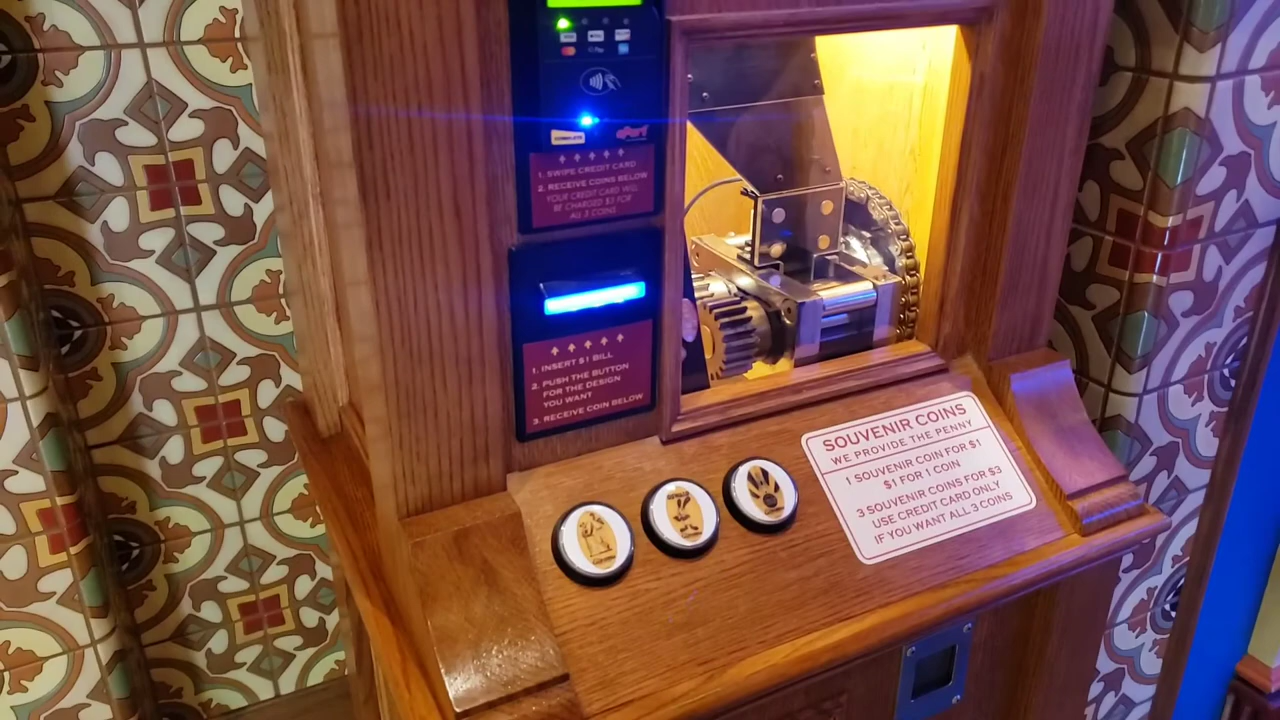 1. SWIPE CREDIT CARD
2. RECEIVE COINS BELOW
YOUR CREDIT CARD WILL
BE CHARGED $3 FOR
ALL 3 COINS
1. INSERT $1 BILL
2. PUSH THE BUTTON
FOR THE DESIGN
YOU WANT
3. RECEIVE COIN BELOW
SOUVENIR COINS
WE PROVIDE THE PENNY
1 SOUVENIR COIN FOR $1
$1 FOR 1 COIN
3 SOUVENIR COINS FOR $3
USE CREDIT CARD ONLY
IF YOU WANT ALL 3 COINS